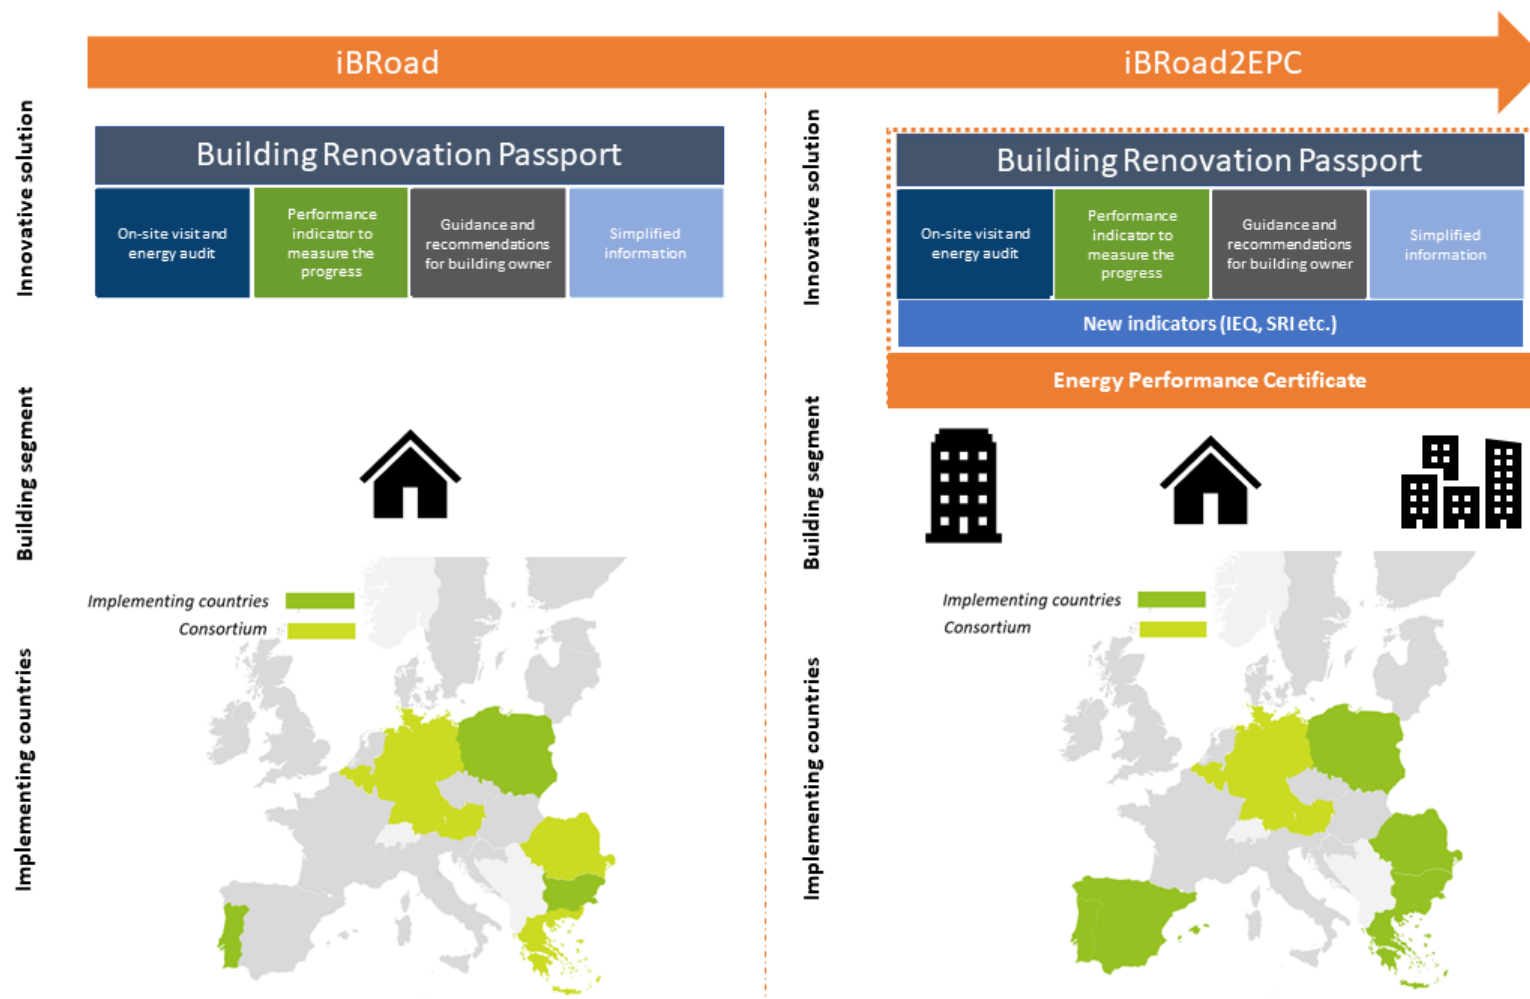 iBRoad
iBRoad2EPC
Innovative solution
Building Renovation Passport
On-site visit and
energy audit
Performance
indicator to
measure the
progress
Guidance and
recommendations
for building owner
Simplified
information
Building segment
Implementing countries
Consortium
Implementing countries
Innovative solution
Building Renovation Passport
On-site visit and
energy audit
Performance
indicator to
measure the
progress
Guidance and
recommendations
for building owner
Simplified
information
New indicators (IEQ, SRI etc.)
Energy Performance Certificate
Building segment
Implementing countries
Consortium
Implementing countries